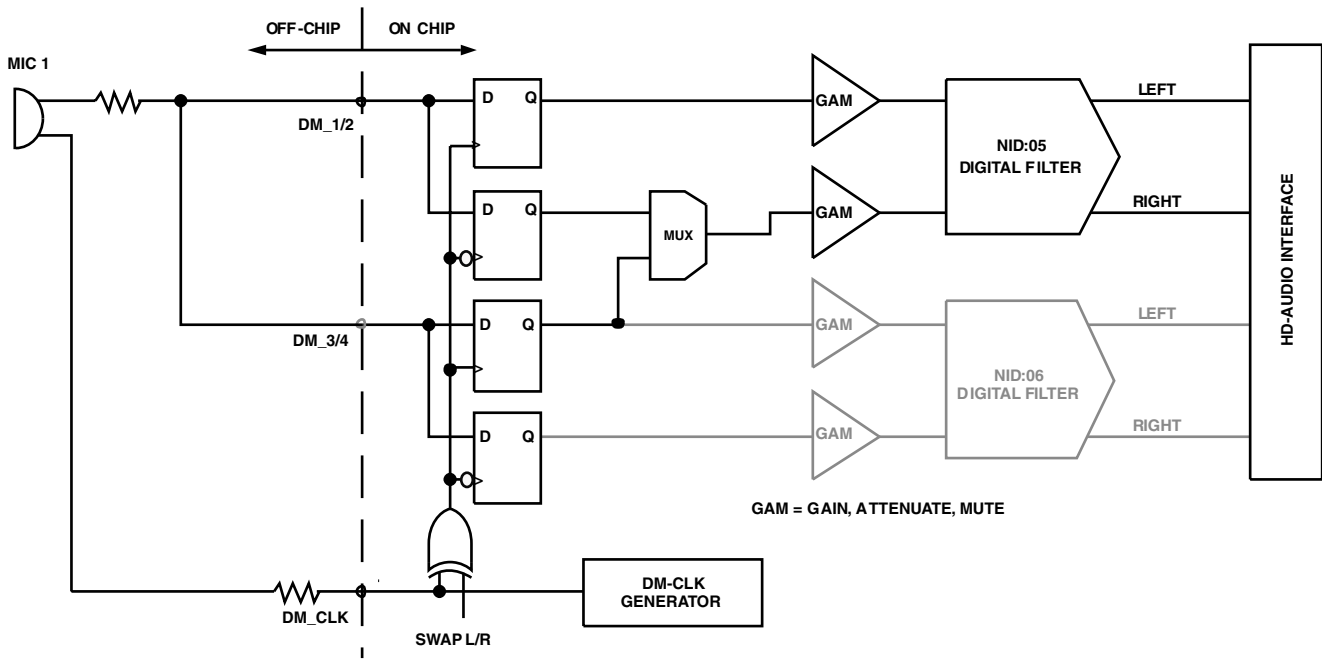 OFF-CHIP
ON CHIP
MIC 1
DM_1/2
D
Q
GAM
LEFT
NID:05
DIGITAL FILTER
D
Q
MUX
GAM
RIGHT
HD-AUDIO INTERFACE
DM_3/4
D
Q
GAM
LEFT
NID:06
DIGITAL FILTER
D
Q
GAM
RIGHT
GAM = GAIN, ATTENUATE, MUTE
DM_CLK
SWAP L/R
DM-CLK
GENERATOR